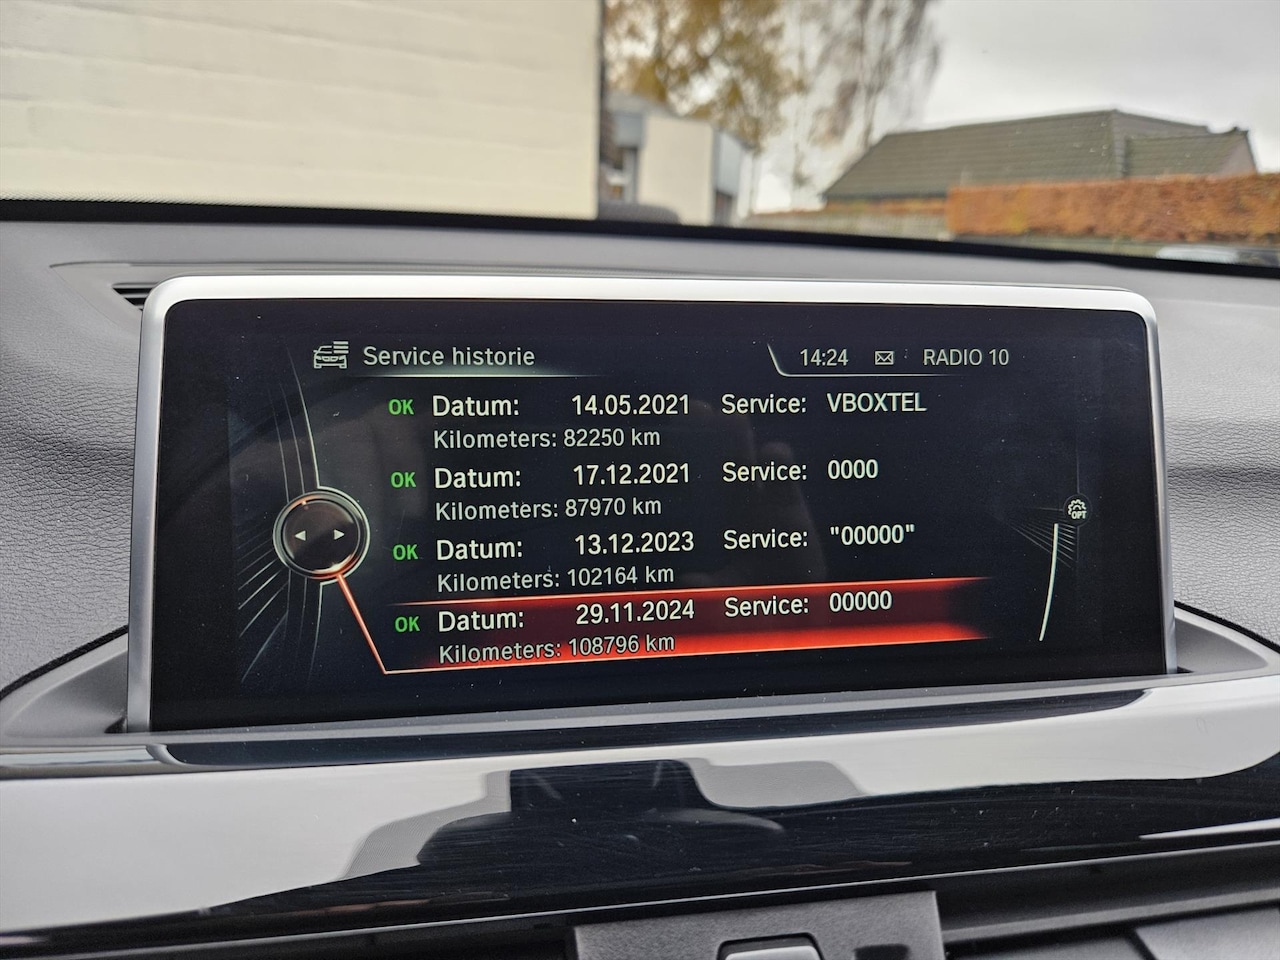 Service historie 14:24 RADIO 10
OK Datum: 14.05.2021 Service: VBOXTEL
Kilometers: 82250 km
OK Datum: 17.12.2021 Service: 0000
Kilometers: 87970 km
OK Datum: 13.12.2023 Service: "00000"
Kilometers: 102164 km
OK Datum: 29.11.2024 Service: 00000
Kilometers: 108796 km
OPT